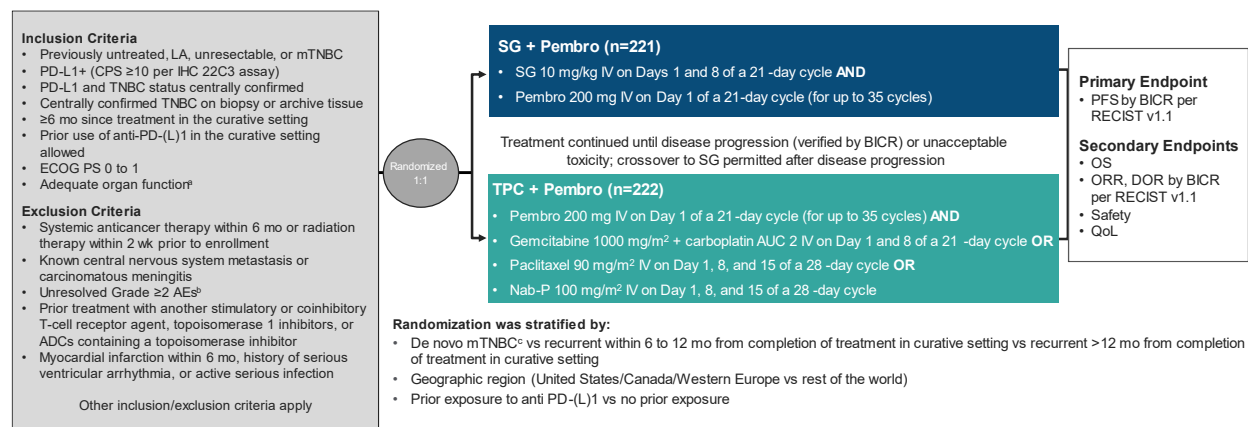 Inclusion Criteria
• Previously untreated, LA, unresectable, or mTNBC
• PD-L1+ (CPS ≥10 per IHC 22C3 assay)
• PD-L1 and TNBC status centrally confirmed
• Centrally confirmed TNBC on biopsy or archive tissue
• ≥6 mo since treatment in the curative setting
• Prior use of anti-PD-(L)1 in the curative setting
allowed
• ECOG PS 0 to 1
• Adequate organ functionᵃ
Exclusion Criteria
• Systemic anticancer therapy within 6 mo or radiation
therapy within 2 wk prior to enrollment
• Known central nervous system metastasis or
carcinomatous meningitis
• Unresolved Grade ≥2 AEsᵇ
• Prior treatment with another stimulatory or coinhibitory
T-cell receptor agent, topoisomerase 1 inhibitors, or
ADCs containing a topoisomerase inhibitor
• Myocardial infarction within 6 mo, history of serious
ventricular arrhythmia, or active serious infection
Other inclusion/exclusion criteria apply
Randomized
1:1
SG + Pembro (n=221)
• SG 10 mg/kg IV on Days 1 and 8 of a 21 -day cycle AND
• Pembro 200 mg IV on Day 1 of a 21-day cycle (for up to 35 cycles)
Treatment continued until disease progression (verified by BICR) or unacceptable
toxicity; crossover to SG permitted after disease progression
TPC + Pembro (n=222)
• Pembro 200 mg IV on Day 1 of a 21 -day cycle (for up to 35 cycles) AND
• Gemcitabine 1000 mg/m² + carboplatin AUC 2 IV on Day 1 and 8 of a 21 -day cycle OR
• Paclitaxel 90 mg/m² IV on Day 1, 8, and 15 of a 28 -day cycle OR
• Nab-P 100 mg/m² IV on Day 1, 8, and 15 of a 28 -day cycle
Primary Endpoint
• PFS by BICR per
RECIST v1.1
Secondary Endpoints
• OS
• ORR, DOR by BICR
per RECIST v1.1
• Safety
• QoL
Randomization was stratified by:
• De novo mTNBCᶜ vs recurrent within 6 to 12 mo from completion of treatment in curative setting vs recurrent >12 mo from completion
of treatment in curative setting
• Geographic region (United States/Canada/Western Europe vs rest of the world)
• Prior exposure to anti PD-(L)1 vs no prior exposure